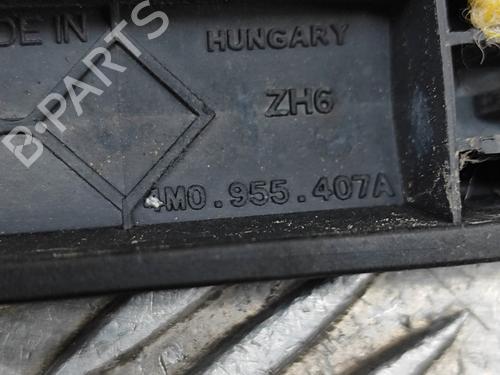 DE IN
HUNGARY
ZH6
4M0.955.407A
B-PARTS